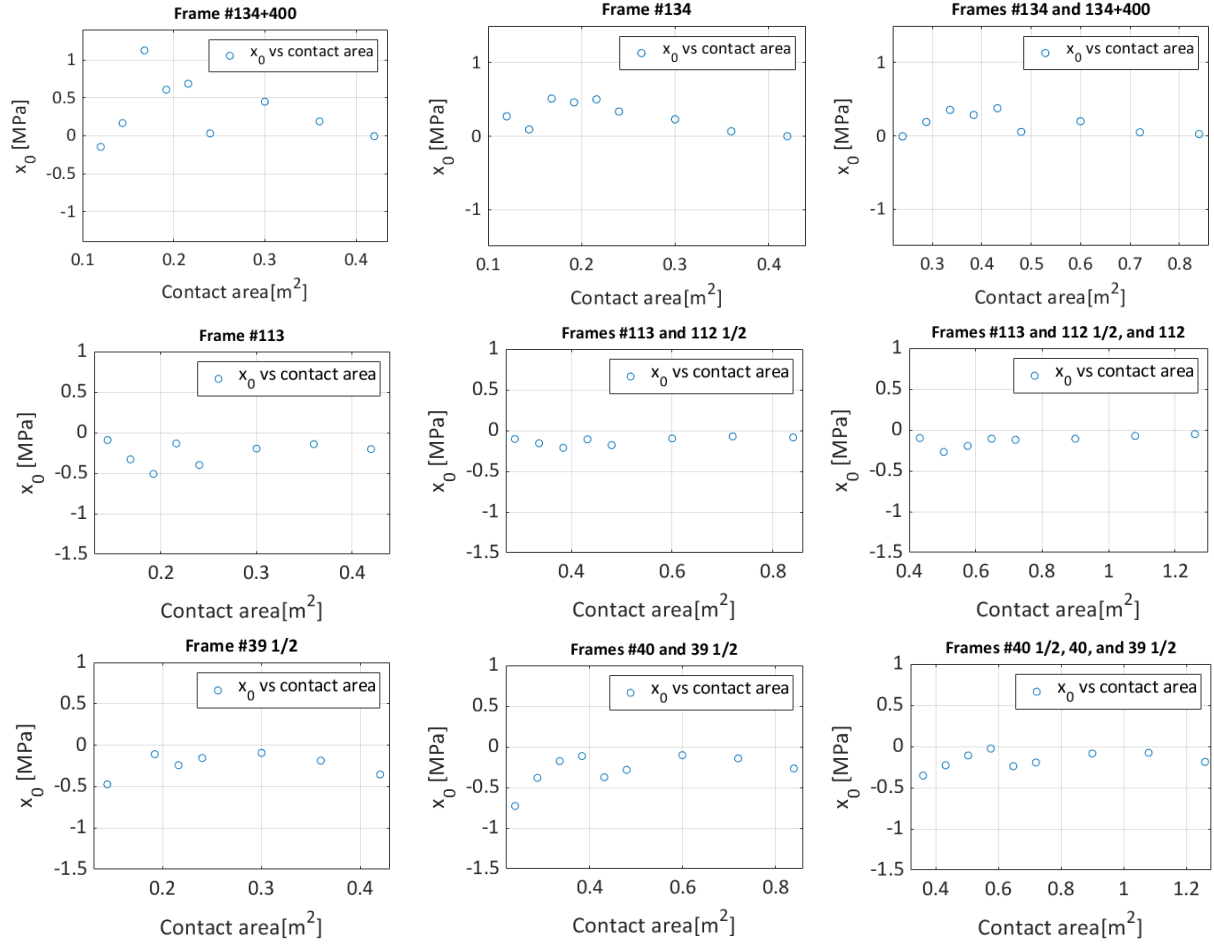 Frame #134+400
x₀ vs contact area
1
0.5
0
-0.5
-1
x₀ [MPa]
0.1 0.2 0.3 0.4
Contact area[m²]
Frame #134
x₀ vs contact area
1
0.5
0
-1
x₀ [MPa]
0.1 0.2 0.3 0.4
Contact area[m²]
Frames #134 and 134+400
x₀ vs contact area
1
0.5
0
-1
x₀ [MPa]
0.3 0.4 0.5 0.6 0.7 0.8
Contact area[m²]
Frame #113
x₀ vs contact area
1
0.5
0
-0.5
-1
-1.5
x₀ [MPa]
0.2 0.3 0.4
Contact area[m²]
Frames #113 and 112 1/2
x₀ vs contact area
1
0.5
0
-0.5
-1
-1.5
x₀ [MPa]
0.4 0.6 0.8
Contact area[m²]
Frames #113 and 112 1/2, and 112
x₀ vs contact area
1
0.5
0
-0.5
-1
-1.5
x₀ [MPa]
0.4 0.6 0.8 1 1.2
Contact area[m²]
Frame #39 1/2
x₀ vs contact area
1
0.5
0
-0.5
-1
-1.5
x₀ [MPa]
0.2 0.3 0.4
Contact area[m²]
Frames #40 and 39 1/2
x₀ vs contact area
1
0.5
0
-0.5
-1
-1.5
x₀ [MPa]
0.4 0.6 0.8
Contact area[m²]
Frames #40 1/2, 40, and 39 1/2
x₀ vs contact area
1
0.5
0
-0.5
-1
-1.5
x₀ [MPa]
0.4 0.6 0.8 1 1.2
Contact area[m²]